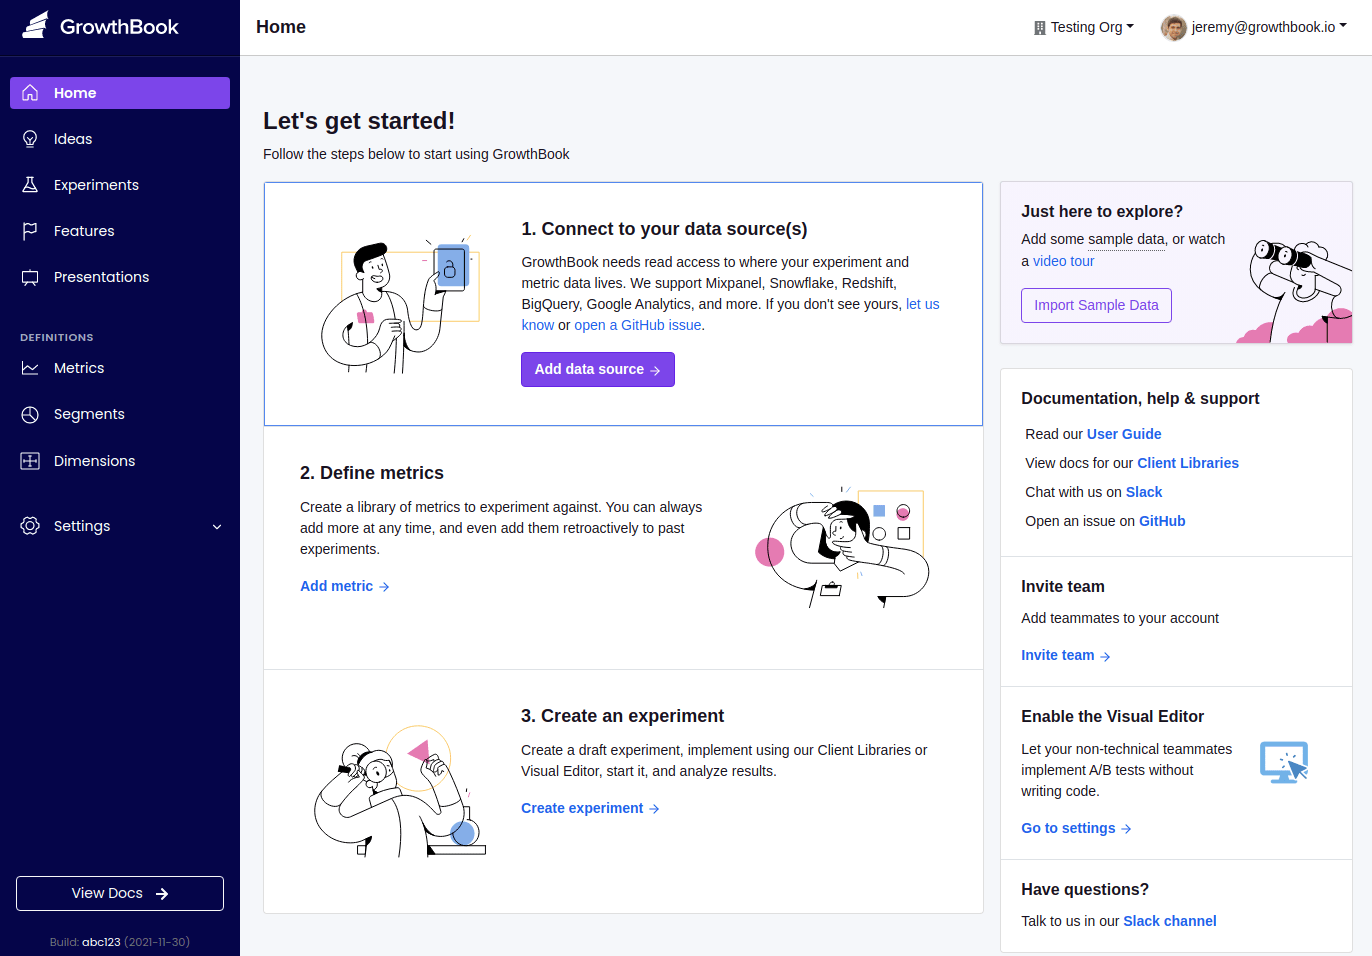 GrowthBook
Home
Ideas
Experiments
Features
Presentations
DEFINITIONS
Metrics
Segments
Dimensions
Settings
View Docs
Build: abc123 (2021-11-30)
Home
Testing Org
jeremy@growthbook.io
Let's get started!
Follow the steps below to start using GrowthBook
1. Connect to your data source(s)
GrowthBook needs read access to where your experiment and
metric data lives. We support Mixpanel, Snowflake, Redshift,
BigQuery, Google Analytics, and more. If you don't see yours, let us
know or open a GitHub issue.
Add data source →
2. Define metrics
Create a library of metrics to experiment against. You can always
add more at any time, and even add them retroactively to past
experiments.
Add metric →
3. Create an experiment
Create a draft experiment, implement using our Client Libraries or
Visual Editor, start it, and analyze results.
Create experiment →
Just here to explore?
Add some sample data, or watch
a video tour
Import Sample Data
Documentation, help & support
Read our User Guide
View docs for our Client Libraries
Chat with us on Slack
Open an issue on GitHub
Invite team
Add teammates to your account
Invite team →
Enable the Visual Editor
Let your non-technical teammates
implement A/B tests without
writing code.
Go to settings →
Have questions?
Talk to us in our Slack channel